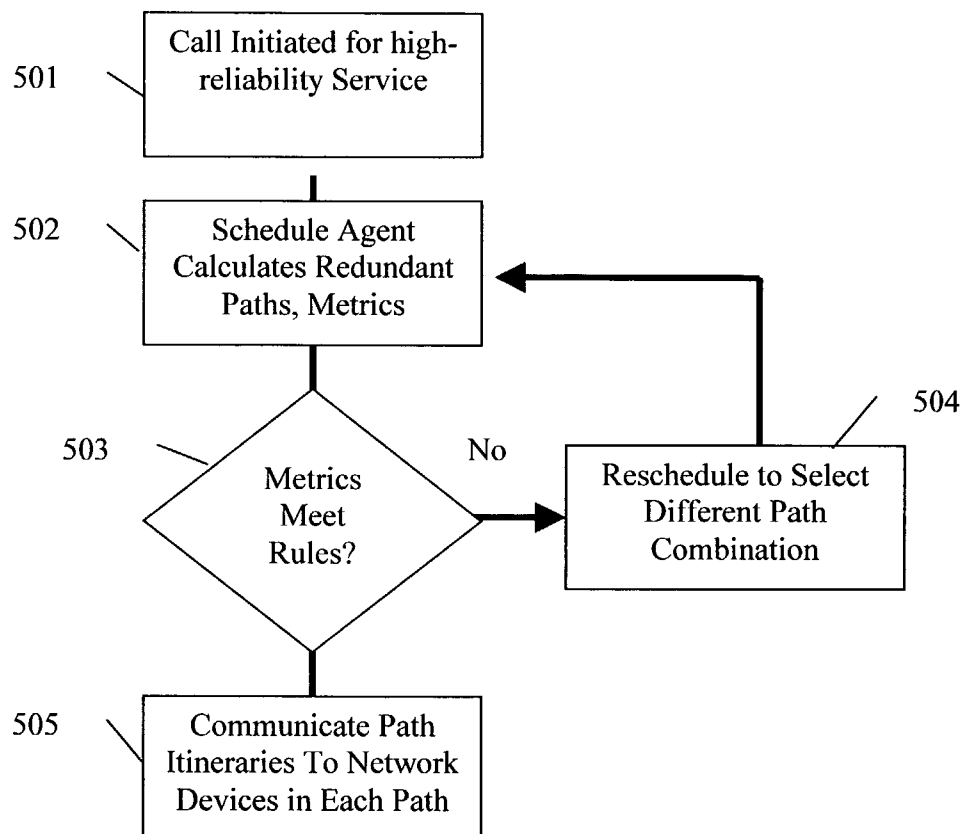 501
Call Initiated for high-
reliability Service
502
Schedule Agent
Calculates Redundant
Paths, Metrics
503
Metrics
Meet
Rules?
No
504
Reschedule to Select
Different Path
Combination
505
Communicate Path
Itineraries To Network
Devices in Each Path